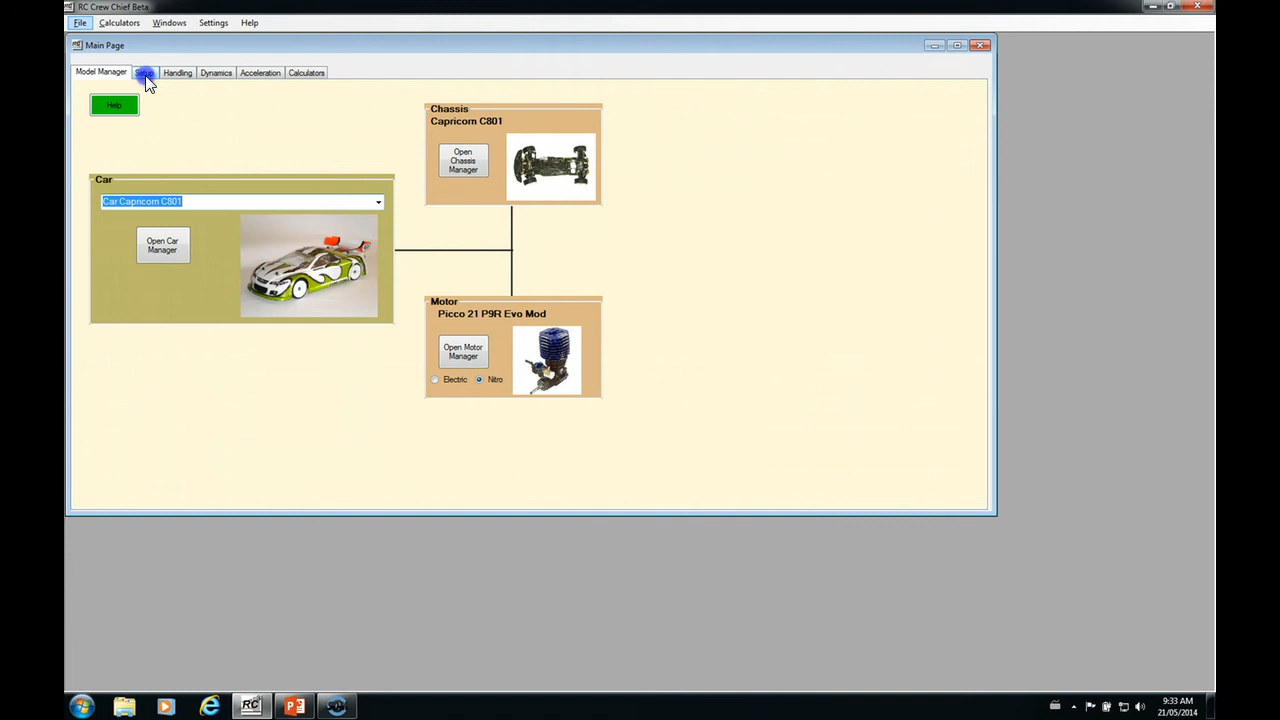 RC Crew Chief Beta
File Calculators Windows Settings Help
Main Page
Model Manager Setup Handling Dynamics Acceleration Calculators
Help
Chassis
Capricorn C801
Open
Chassis
Manager
Car
Car Capricorn C801
Open Car
Manager
Motor
Picco 21 P9R Evo Mod
Open Motor
Manager
Electric Nitro
RC
9:33 AM
21/05/2014